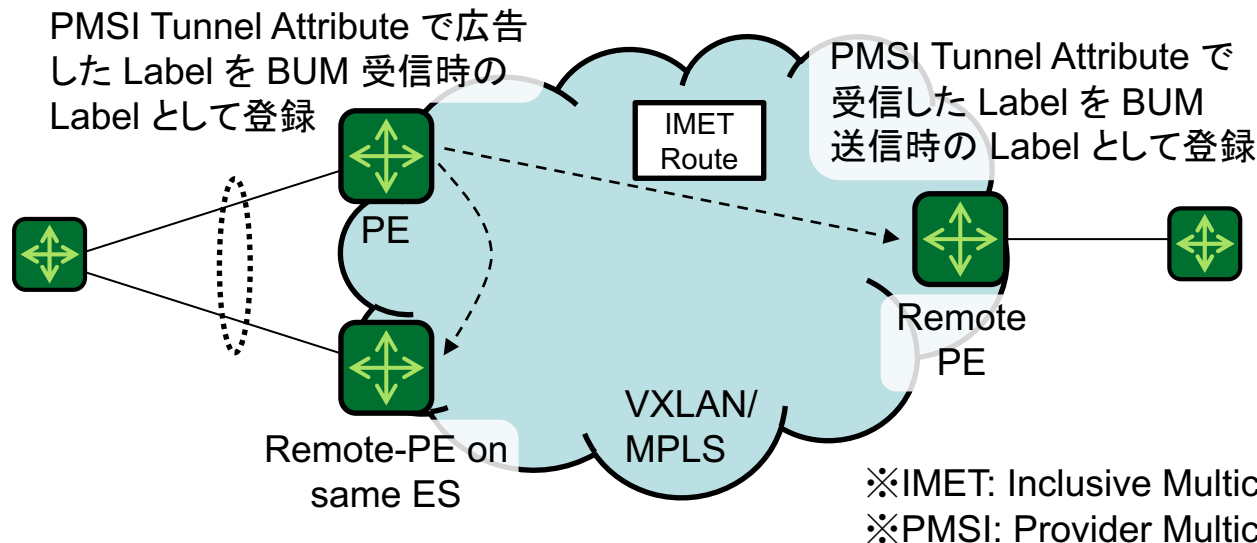 PMSI Tunnel Attribute で広告
した Label を BUM 受信時の
Label として登録
PMSI Tunnel Attribute で
受信した Label を BUM
送信時の Label として登録
IMET
Route
PE
Remote
PE
VXLAN/
MPLS
Remote-PE on
same ES
※IMET: Inclusive Multic
※PMSI: Provider Multic